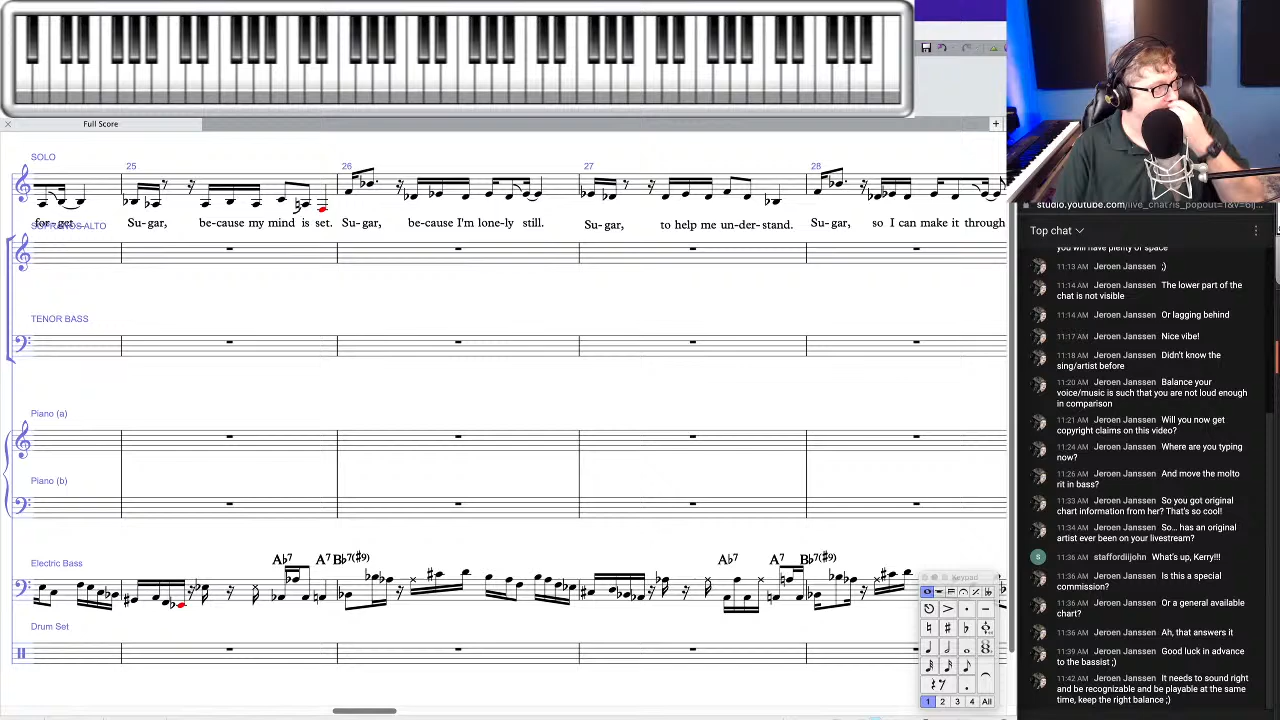 Full Score
SOLO
25
26
27
28
for-get
Su-gar,
be-cause my mind is set.
Su-gar,
be-cause I'm lone-ly still.
Su-gar,
to help me un-der-stand.
Su-gar,
so I can make it through
SOPRANO ALTO
TENOR BASS
Piano (a)
Piano (b)
Electric Bass
A♭7
A7
B♭7(#9)
A♭7
A7
B♭7(#9)
Drum Set
Keypad
1
2
3
4
All
studio.youtube.com/live_chat?is_popout=1&v=
Top chat
you will have plenty of space
11:13 AM Jeroen Janssen ;)
11:14 AM Jeroen Janssen The lower part of the
chat is not visible
11:14 AM Jeroen Janssen Or lagging behind
11:17 AM Jeroen Janssen Nice vibe!
11:18 AM Jeroen Janssen Didn't know the
sing/artist before
11:20 AM Jeroen Janssen Balance your
voice/music is such that you are not loud enough
in comparison
11:21 AM Jeroen Janssen Will you now get
copyright claims on this video?
11:24 AM Jeroen Janssen Where are you typing
now?
11:26 AM Jeroen Janssen And move the molto
rit in bass?
11:33 AM Jeroen Janssen So you got original
chart information from her? That's so cool!
11:34 AM Jeroen Janssen So... has an original
artist ever been on your livestream?
S
11:36 AM staffordiijohn What's up, Kerry!!!
11:36 AM Jeroen Janssen Is this a special
commission?
11:36 AM Jeroen Janssen Or a general available
chart?
11:36 AM Jeroen Janssen Ah, that answers it
11:39 AM Jeroen Janssen Good luck in advance
to the bassist ;)
11:42 AM Jeroen Janssen It needs to sound right
and be recognizable and be playable at the same
time, keep the right balance ;)